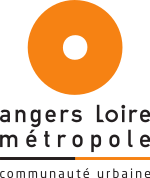 angers loire
métropole
communauté urbaine